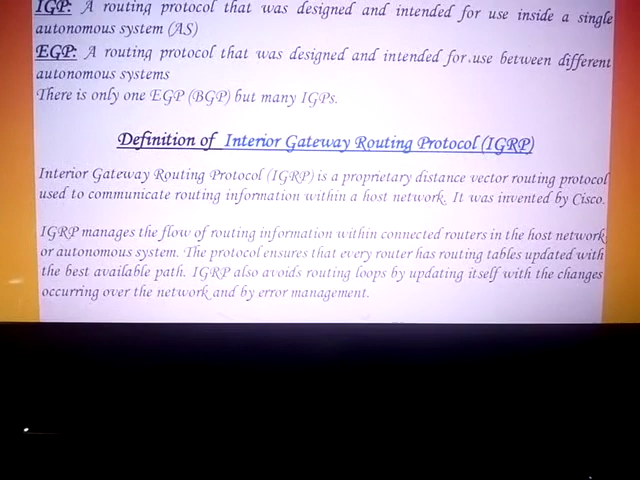 IGP: A routing protocol that was designed and intended for use inside a single
autonomous system (AS)
EGP: A routing protocol that was designed and intended for use between different
autonomous systems
There is only one EGP (BGP) but many IGPs.
Definition of Interior Gateway Routing Protocol (IGRP)
Interior Gateway Routing Protocol (IGRP) is a proprietary distance vector routing protocol
used to communicate routing information within a host network. It was invented by Cisco.
IGRP manages the flow of routing information within connected routers in the host network
or autonomous system. The protocol ensures that every router has routing tables updated with
the best available path. IGRP also avoids routing loops by updating itself with the changes
occurring over the network and by error management.